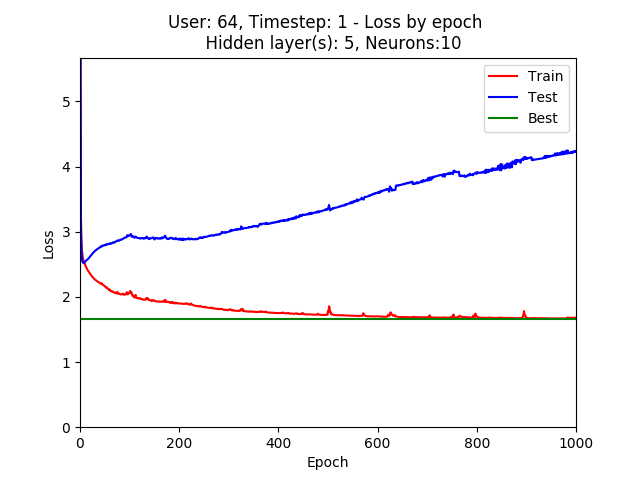 User: 64, Timestep: 1 - Loss by epoch
Hidden layer(s): 5, Neurons:10
Train
Test
Best
5
4
3
2
1
0
Loss
0 200 400 600 800 1000
Epoch